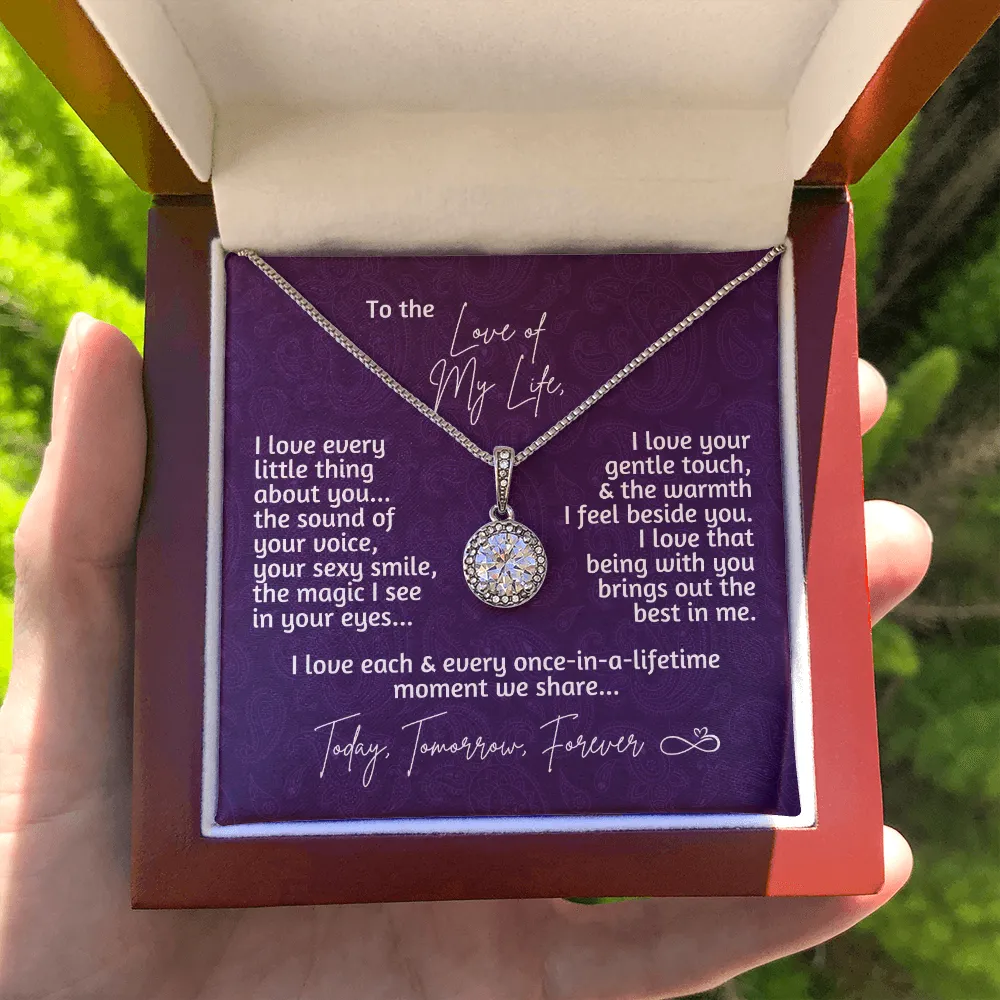 To the
Love of
My Life,
I love every
little thing
about you...
the sound of
your voice,
your sexy smile,
the magic I see
in your eyes...
I love your
gentle touch,
& the warmth
I feel beside you.
I love that
being with you
brings out the
best in me.
I love each & every once-in-a-lifetime
moment we share...
Today, Tomorrow, Forever